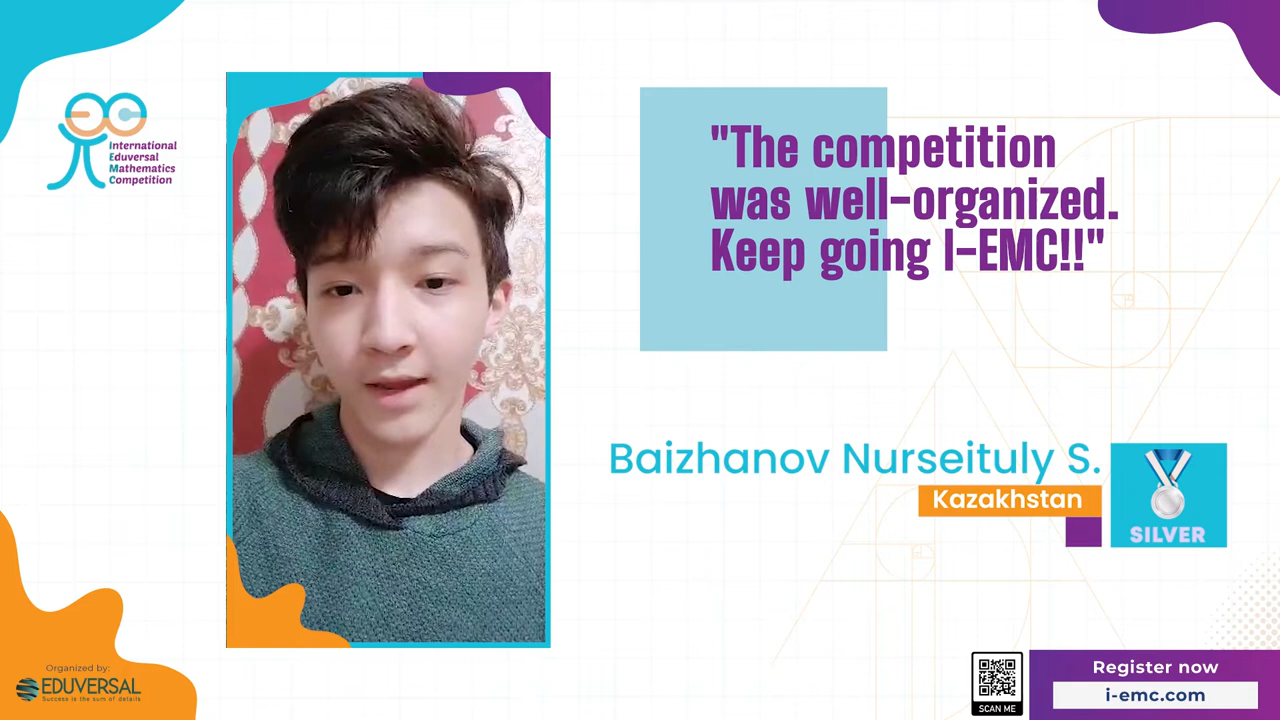 International
Eduversal
Mathematics
Competition
"The competition
was well-organized.
Keep going I-EMC!!"
Baizhanov Nurseituly S.
Kazakhstan
SILVER
Organized by:
EDUVERSAL
Success is the sum of details
SCAN ME
Register now
i-emc.com